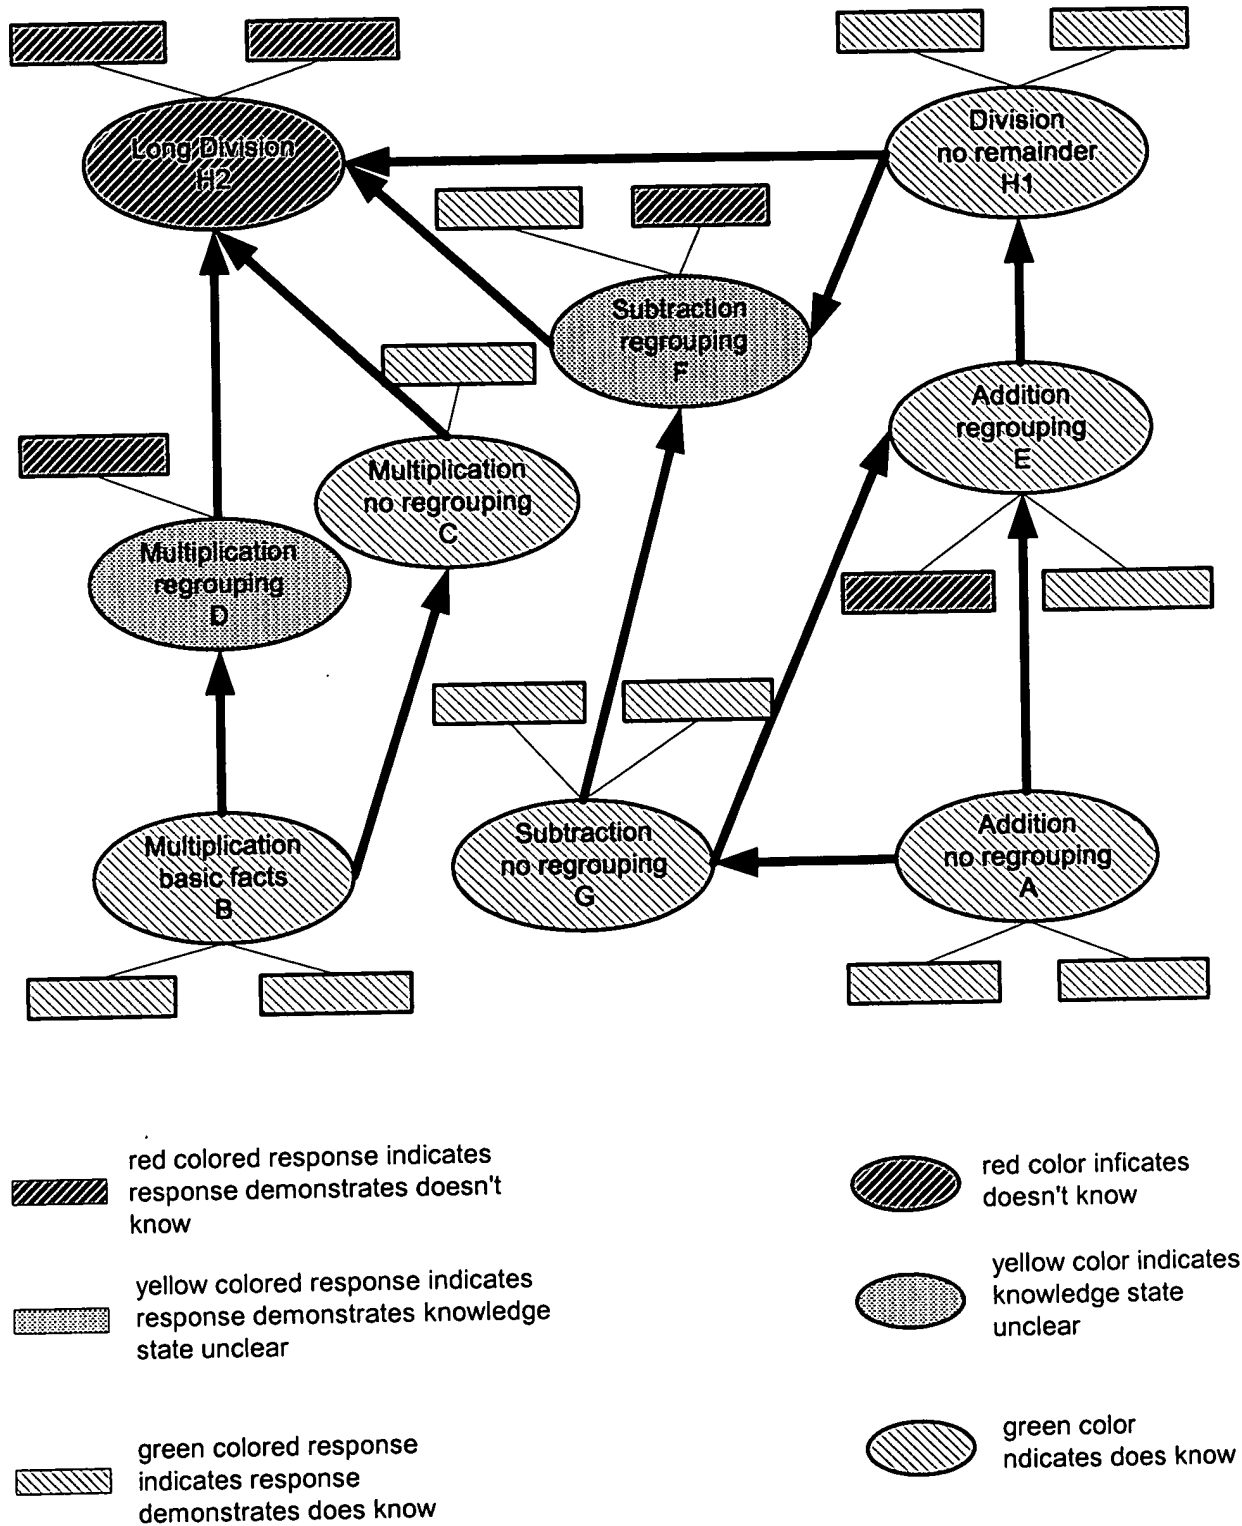 Long Division
H2
Division
no remainder
H1
Subtraction
regrouping
F
Addition
regrouping
E
Multiplication
no regrouping
C
Multiplication
regrouping
D
Multiplication
basic facts
B
Subtraction
no regrouping
G
Addition
no regrouping
A
red colored response indicates
response demonstrates doesn't
know
yellow colored response indicates
response demonstrates knowledge
state unclear
green colored response
indicates response
demonstrates does know
red color inficates
doesn't know
yellow color indicates
knowledge state
unclear
green color
ndicates does know